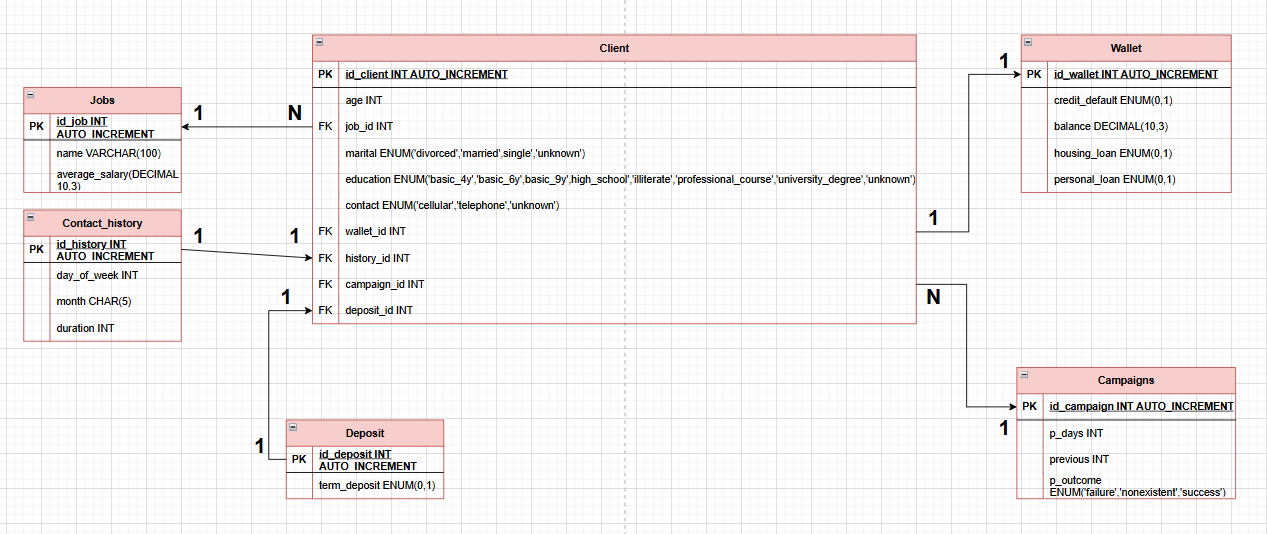 Client
PK id_client INT AUTO_INCREMENT
age INT
FK job_id INT
marital ENUM('divorced','married',single','unknown')
education ENUM('basic_4y','basic_6y',basic_9y',high_school','illiterate','professional_course','university_degree','unknown')
contact ENUM('cellular','telephone','unknown')
FK wallet_id INT
FK history_id INT
FK campaign_id INT
FK deposit_id INT
Wallet
PK id_wallet INT AUTO_INCREMENT
credit_default ENUM(0,1)
balance DECIMAL(10,3)
housing_loan ENUM(0,1)
personal_loan ENUM(0,1)
Jobs
PK id_job INT
AUTO_INCREMENT
name VARCHAR(100)
average_salary(DECIMAL
10,3)
1 N
1
1
Contact_history
PK id_history INT
AUTO_INCREMENT
day_of_week INT
month CHAR(5)
duration INT
1 1
1
1
Deposit
PK id_deposit INT
AUTO_INCREMENT
term_deposit ENUM(0,1)
N
1
Campaigns
PK id_campaign INT AUTO_INCREMENT
p_days INT
previous INT
p_outcome
ENUM('failure','nonexistent','success')